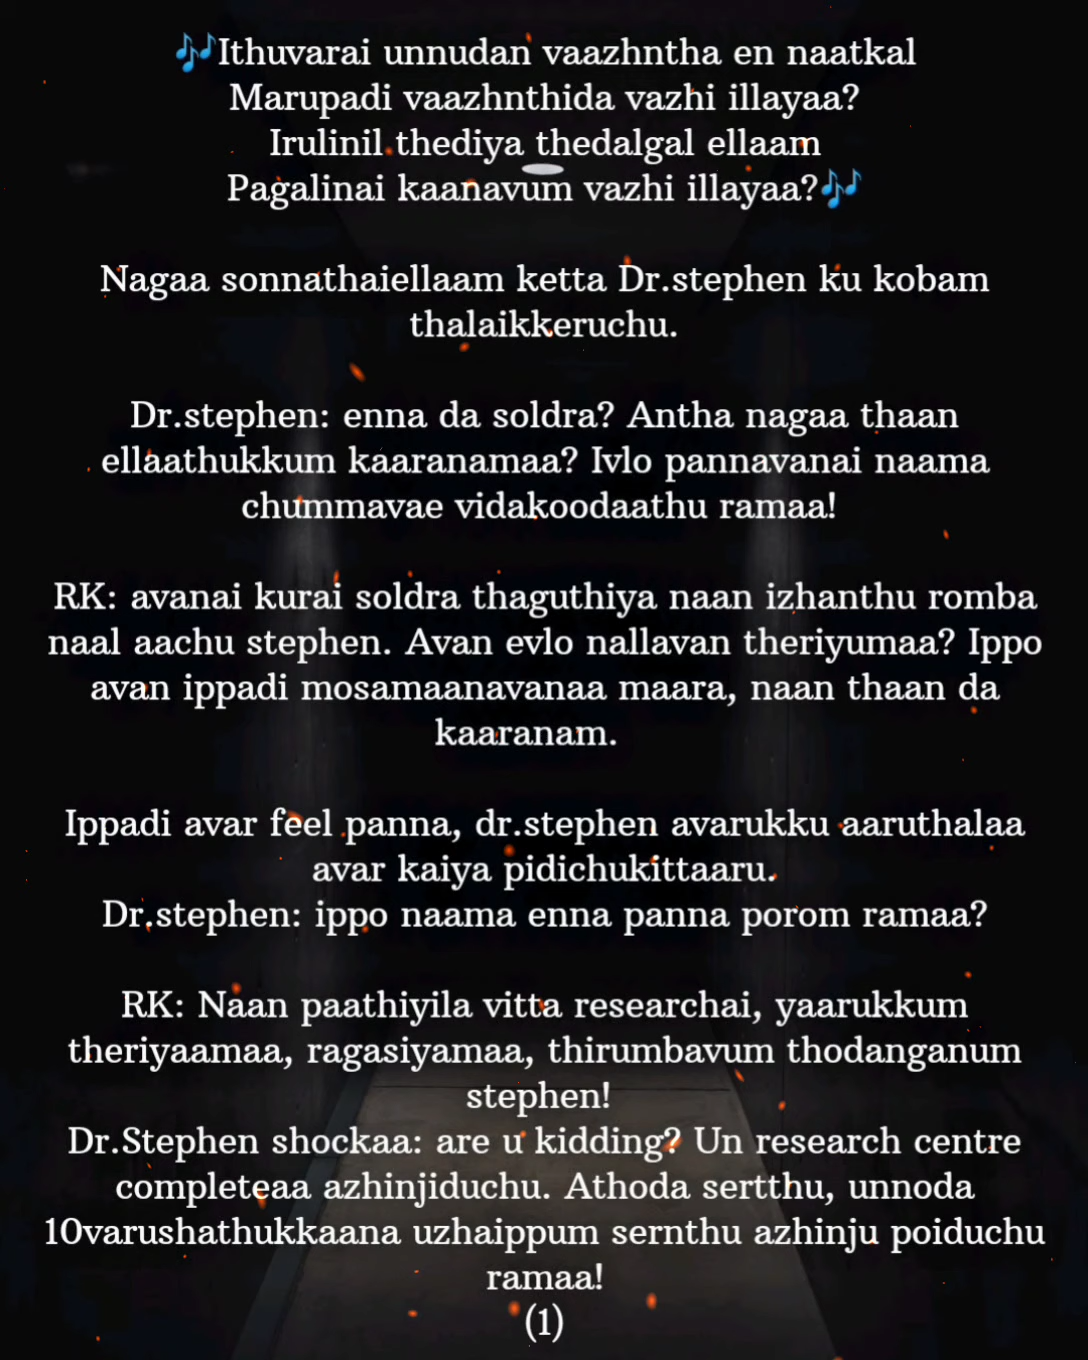 🎶Ithuvarai unnudan vaazhntha en naatkal
Marupadi vaazhnthida vazhi illayaa?
Irulinil thediya thedalgal ellaam
Pagalinai kaanavum vazhi illayaa?🎶
Nagaa sonnathaiellaam ketta Dr.stephen ku kobam
thalaikkeruchu.
Dr.stephen: enna da soldra? Antha nagaa thaan
ellaathukkum kaaranamaa? Ivlo pannavanai naama
chummavae vidakoodaathu ramaa!
RK: avanai kurai soldra thaguthiya naan izhanthu romba
naal aachu stephen. Avan evlo nallavan theriyumaa? Ippo
avan ippadi mosamaanavanaa maara, naan thaan da
kaaranam.
Ippadi avar feel panna, dr.stephen avarukku aaruthalaa
avar kaiya pidichukittaaru.
Dr.stephen: ippo naama enna panna porom ramaa?
RK: Naan paathiyila vitta researchai, yaarukkum
theriyaamaa, ragasiyamaa, thirumbavum thodanganum
stephen!
Dr.Stephen shockaa: are u kidding? Un research centre
completeaa azhinjiduchu. Athoda sertthu, unnoda
10varushathukkaana uzhaippum sernthu azhinju poiduchu
ramaa!
(1)